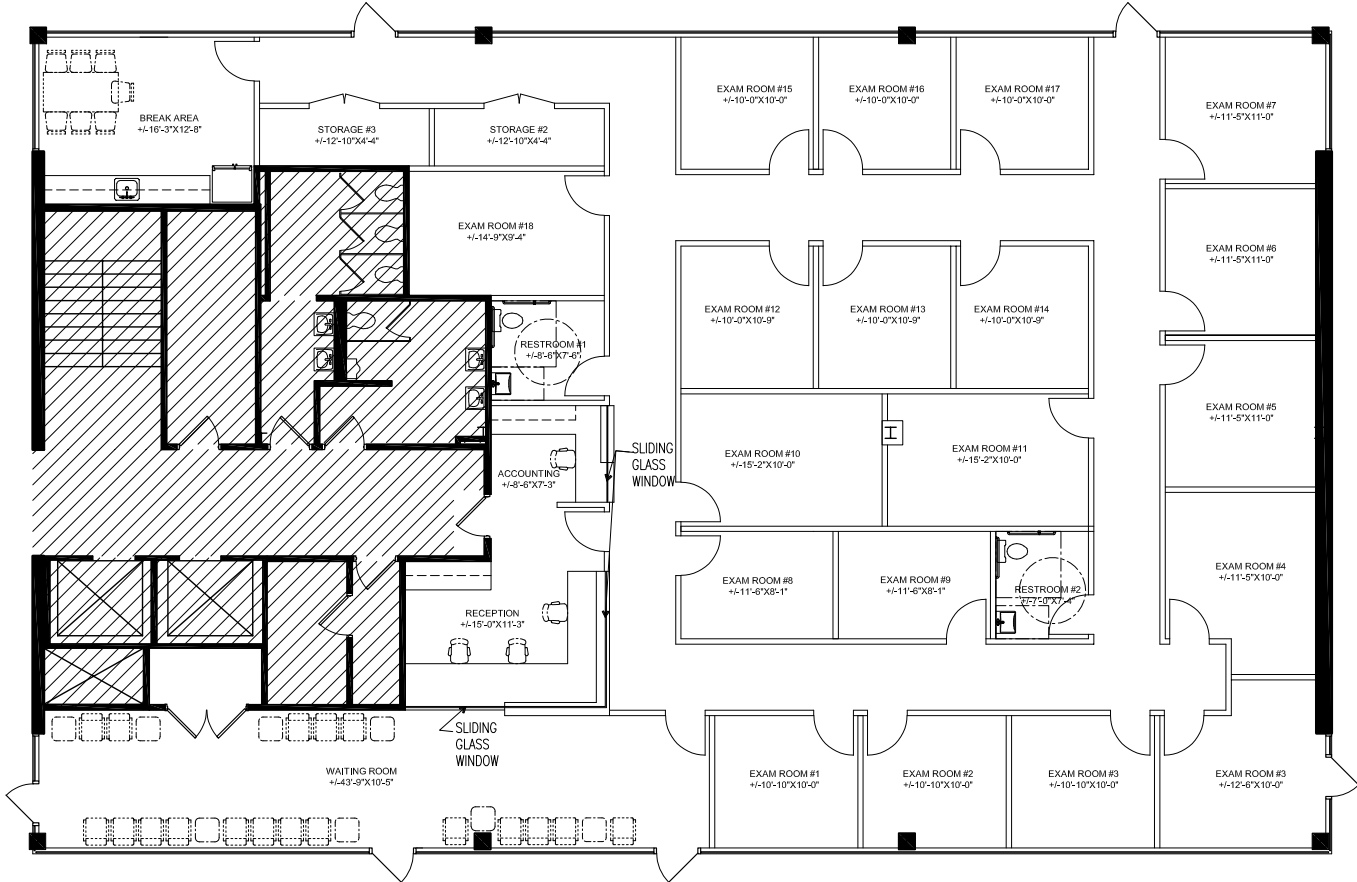 EXAM ROOM #15
+/-10'-0"X10'-0"
EXAM ROOM #16
+/-10'-0"X10'-0"
EXAM ROOM #17
+/-10'-0"X10'-0"
EXAM ROOM #7
+/-11'-5"X11'-0"
BREAK AREA
+/-16'-3"X12'-8"
STORAGE #3
+/-12'-10"X4'-4"
STORAGE #2
+/-12'-10"X4'-4"
EXAM ROOM #18
+/-14'-9"X9'-4"
EXAM ROOM #6
+/-11'-5"X11'-0"
EXAM ROOM #12
+/-10'-0"X10'-9"
EXAM ROOM #13
+/-10'-0"X10'-9"
EXAM ROOM #14
+/-10'-0"X10'-9"
RESTROOM #1
+/-8'-6"X7'-6"
EXAM ROOM #5
+/-11'-5"X11'-0"
SLIDING
GLASS
WINDOW
EXAM ROOM #10
+/-15'-2"X10'-0"
H
EXAM ROOM #11
+/-15'-2"X10'-0"
ACCOUNTING
+/-8'-6"X7'-3"
EXAM ROOM #8
+/-11'-6"X8'-1"
EXAM ROOM #9
+/-11'-6"X8'-1"
RESTROOM #2
+/-7'-0"X7'-4"
EXAM ROOM #4
+/-11'-5"X10'-0"
RECEPTION
+/-15'-0"X11'-3"
SLIDING
GLASS
WINDOW
WAITING ROOM
+/-43'-9"X10'-5"
EXAM ROOM #1
+/-10'-10"X10'-0"
EXAM ROOM #2
+/-10'-10"X10'-0"
EXAM ROOM #3
+/-10'-10"X10'-0"
EXAM ROOM #3
+/-12'-6"X10'-0"